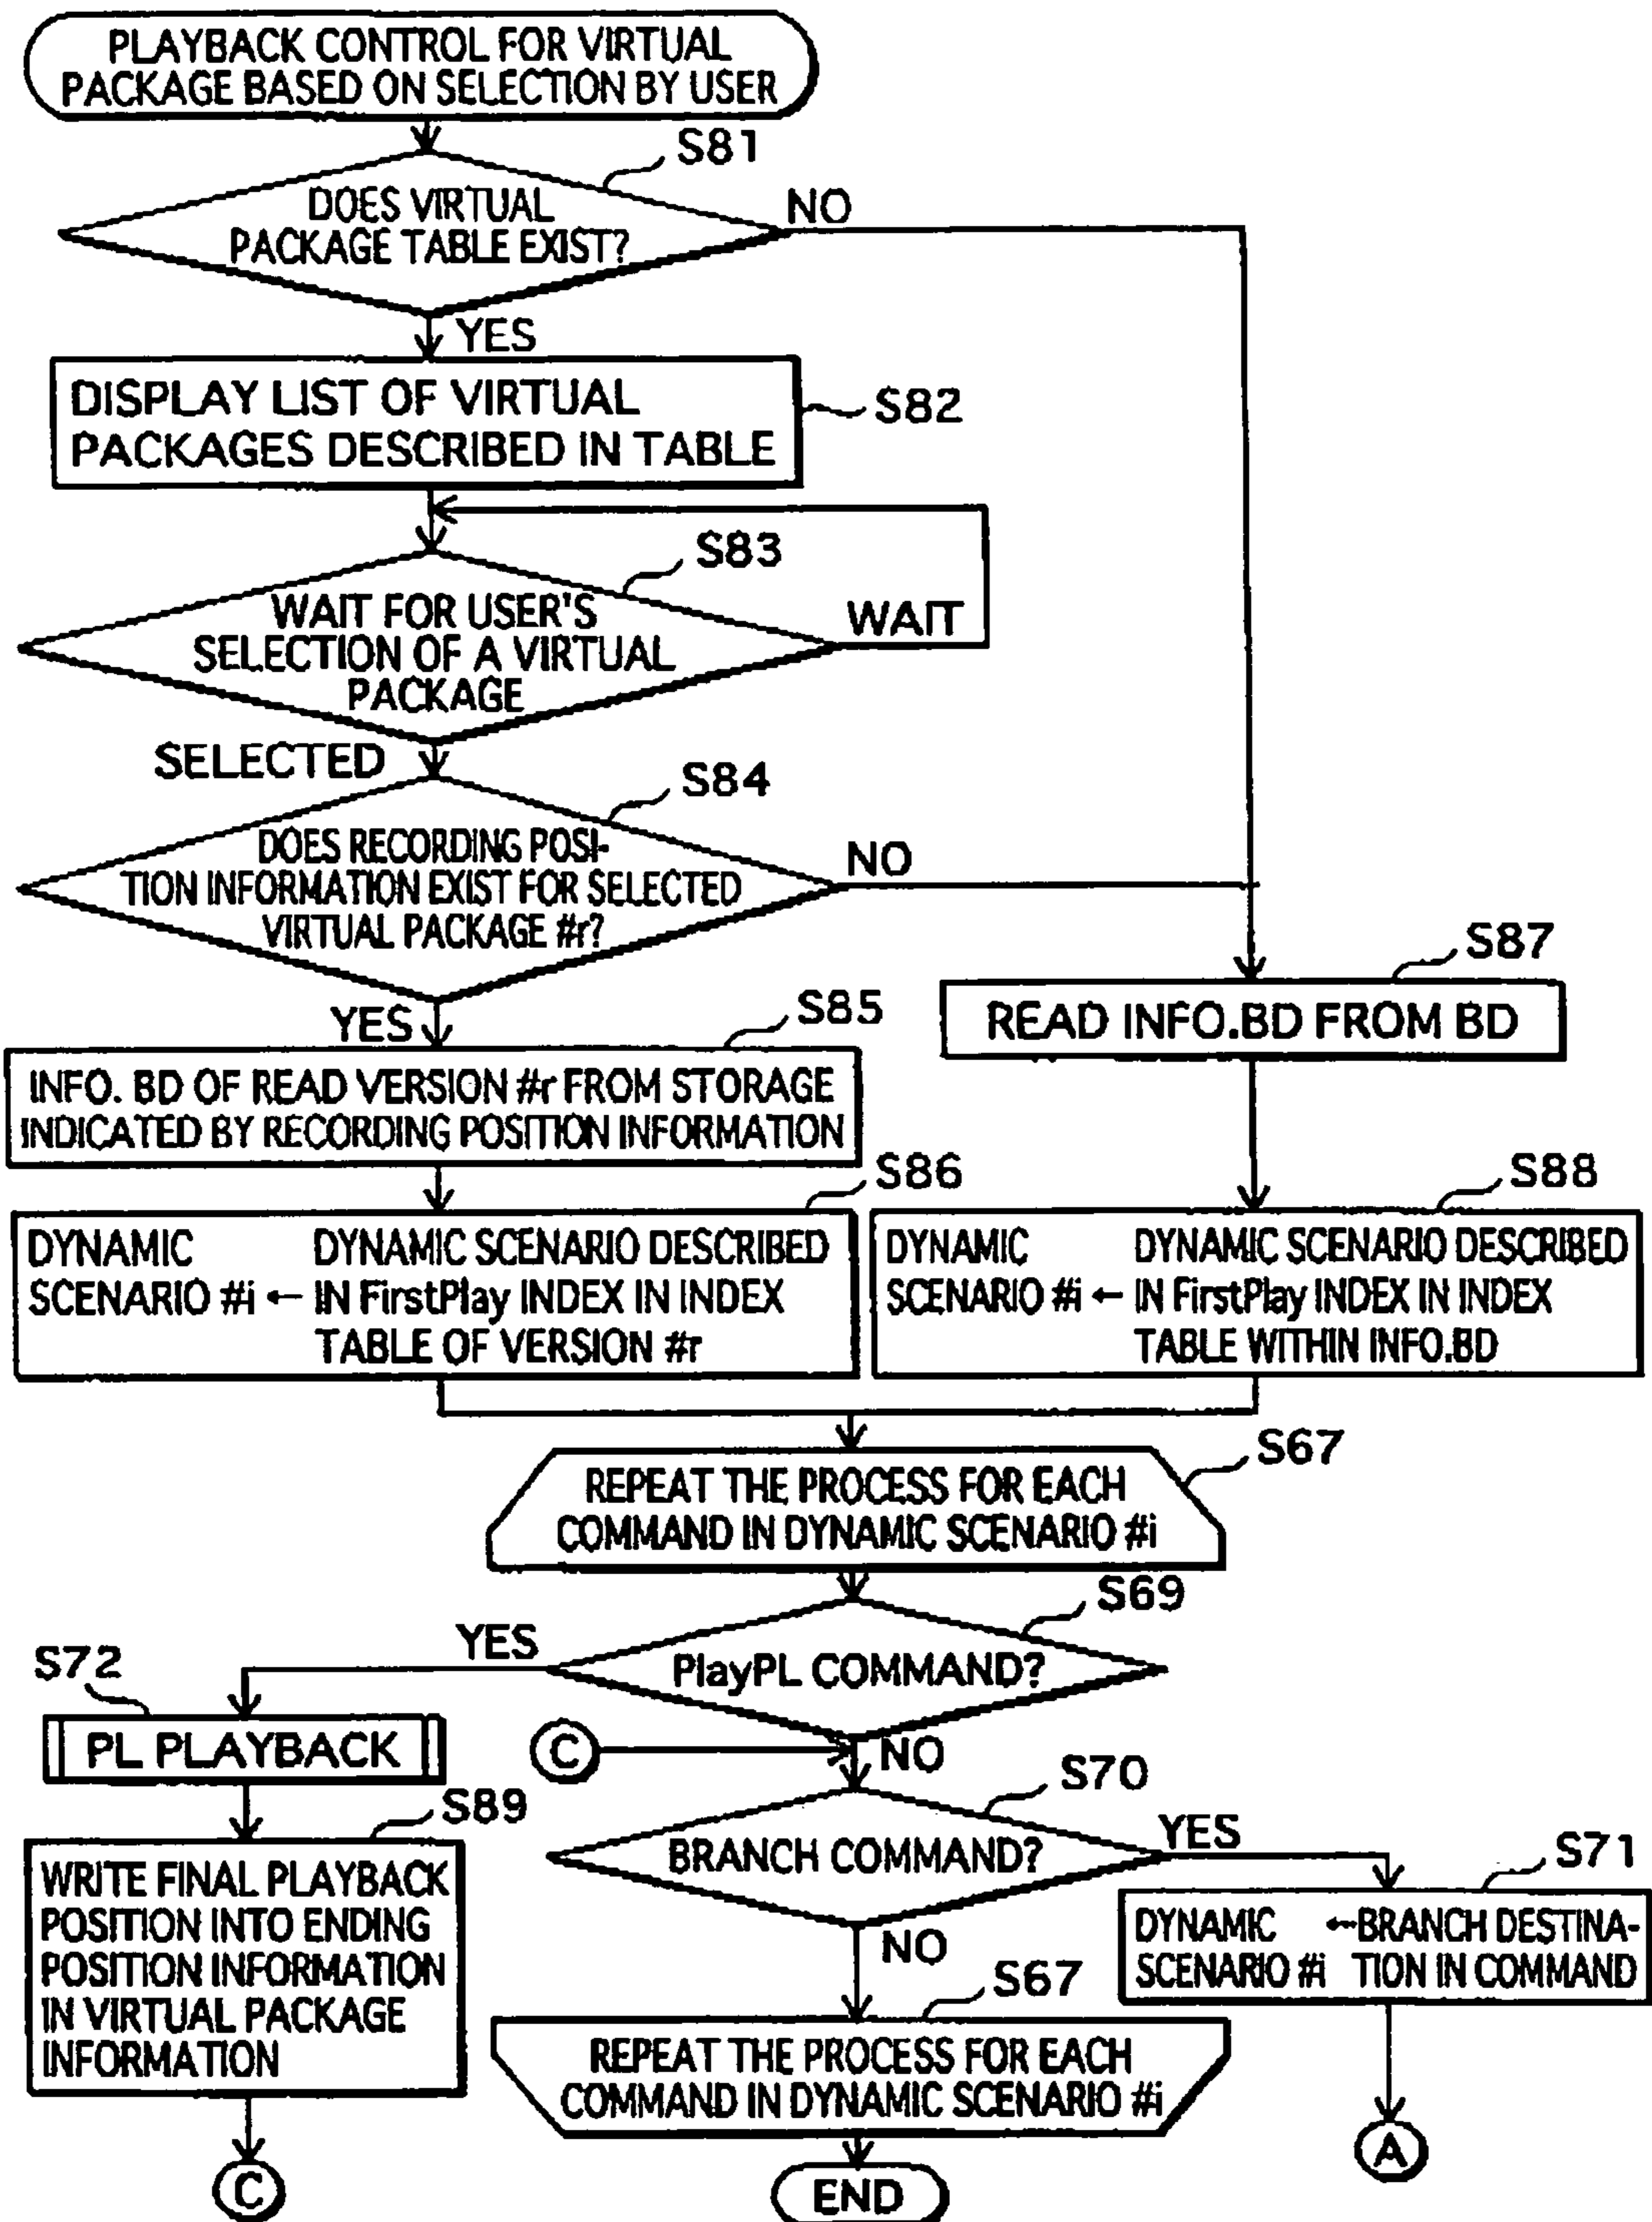 PLAYBACK CONTROL FOR VIRTUAL
PACKAGE BASED ON SELECTION BY USER
S81
DOES VIRTUAL
PACKAGE TABLE EXIST?
NO
YES
DISPLAY LIST OF VIRTUAL
PACKAGES DESCRIBED IN TABLE
S82
S83
WAIT FOR USER'S
SELECTION OF A VIRTUAL
PACKAGE
WAIT
SELECTED
S84
DOES RECORDING POSI-
TION INFORMATION EXIST FOR SELECTED
VIRTUAL PACKAGE #r?
NO
YES
S85
INFO. BD OF READ VERSION #r FROM STORAGE
INDICATED BY RECORDING POSITION INFORMATION
S87
READ INFO.BD FROM BD
S86
DYNAMIC DYNAMIC SCENARIO DESCRIBED
SCENARIO #i ← IN FirstPlay INDEX IN INDEX
TABLE OF VERSION #r
S88
DYNAMIC DYNAMIC SCENARIO DESCRIBED
SCENARIO #i ← IN FirstPlay INDEX IN INDEX
TABLE WITHIN INFO.BD
S67
REPEAT THE PROCESS FOR EACH
COMMAND IN DYNAMIC SCENARIO #i
S69
PlayPL COMMAND?
YES
NO
S72
PL PLAYBACK
C
S89
WRITE FINAL PLAYBACK
POSITION INTO ENDING
POSITION INFORMATION
IN VIRTUAL PACKAGE
INFORMATION
C
S70
BRANCH COMMAND?
YES
NO
S71
DYNAMIC ← BRANCH DESTINA-
SCENARIO #i TION IN COMMAND
A
S67
REPEAT THE PROCESS FOR EACH
COMMAND IN DYNAMIC SCENARIO #i
END